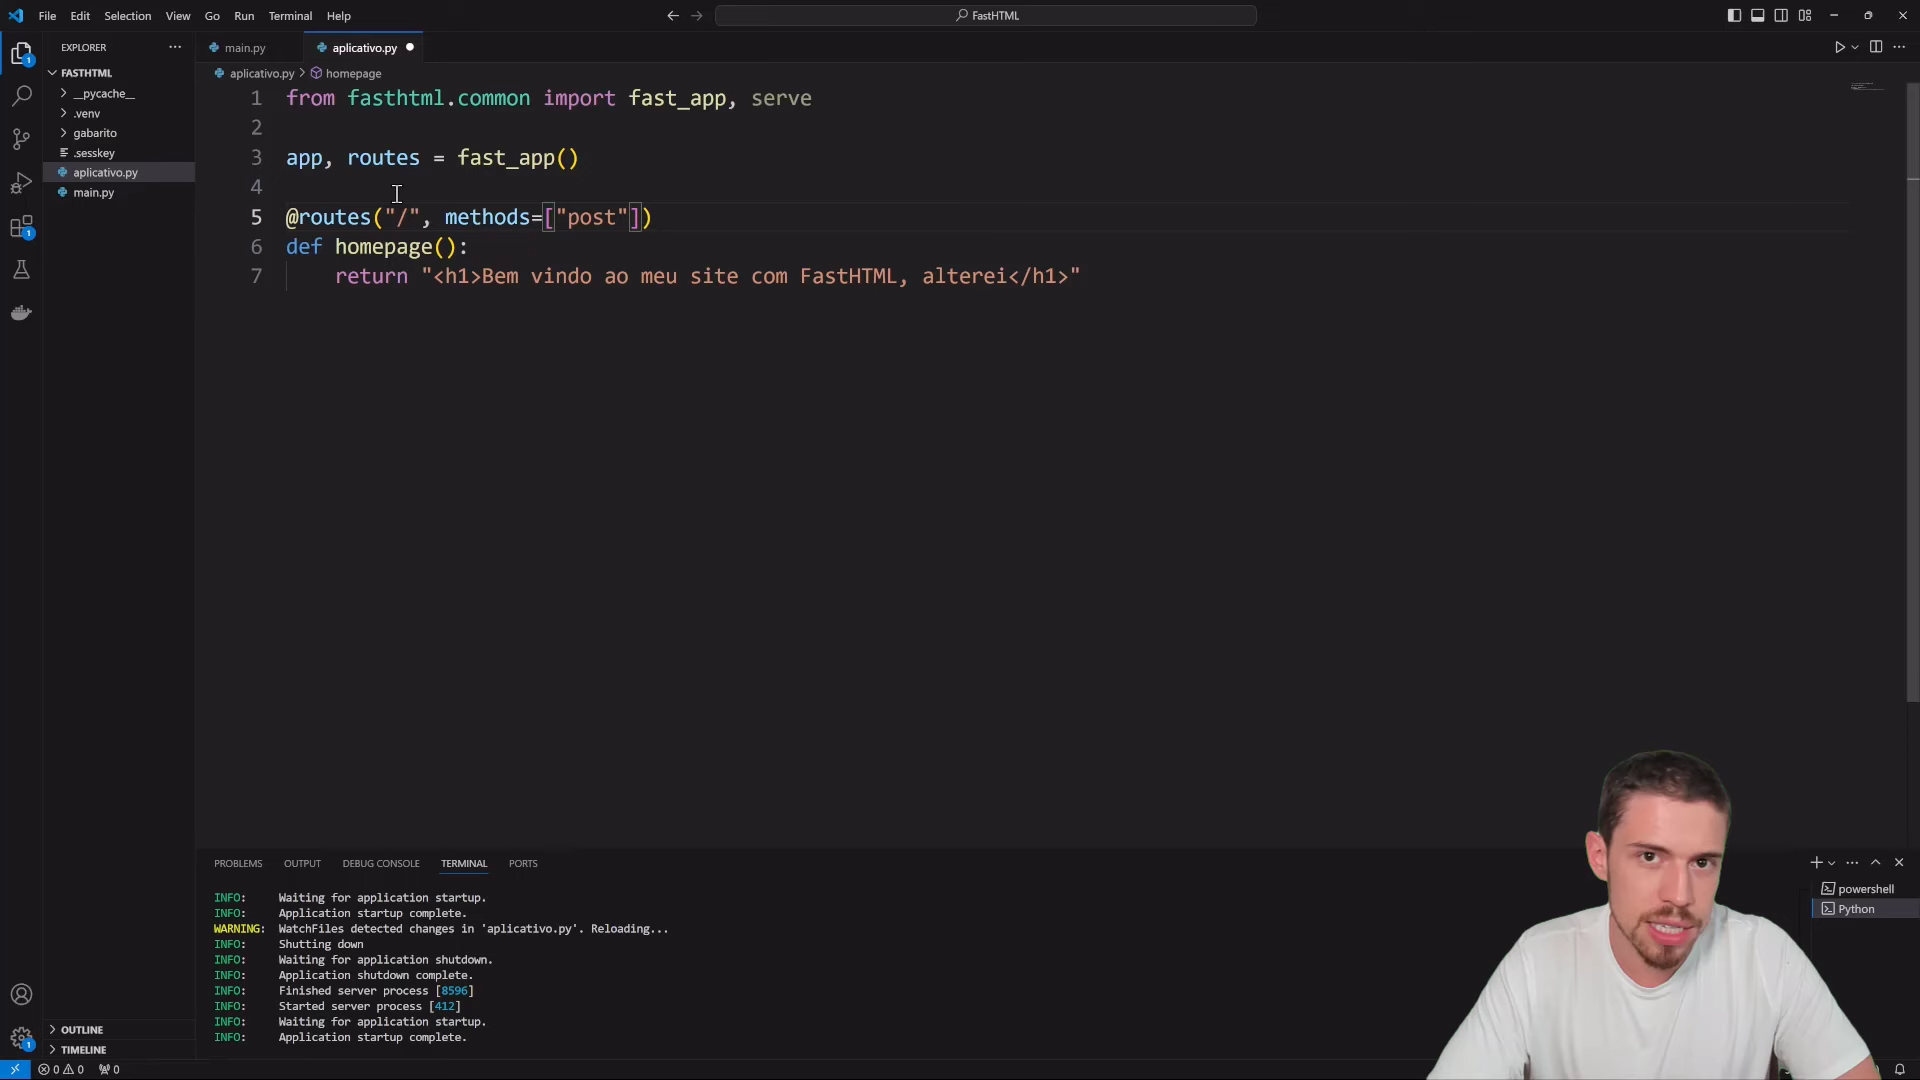 File Edit Selection View Go Run Terminal Help
FastHTML
EXPLORER
FASTHTML
__pycache__
.venv
gabarito
.sesskey
aplicativo.py
main.py
OUTLINE
TIMELINE
main.py aplicativo.py
aplicativo.py > homepage
1 from fasthtml.common import fast_app, serve
2
3 app, routes = fast_app()
4
5 @routes("/", methods=["post"])
6 def homepage():
7 return "<h1>Bem vindo ao meu site com FastHTML, alterei</h1>"
PROBLEMS OUTPUT DEBUG CONSOLE TERMINAL PORTS
INFO: Waiting for application startup.
INFO: Application startup complete.
WARNING: WatchFiles detected changes in 'aplicativo.py'. Reloading...
INFO: Shutting down
INFO: Waiting for application shutdown.
INFO: Application shutdown complete.
INFO: Finished server process [8596]
INFO: Started server process [412]
INFO: Waiting for application startup.
INFO: Application startup complete.
powershell
Python
1
1
1
0 0 0